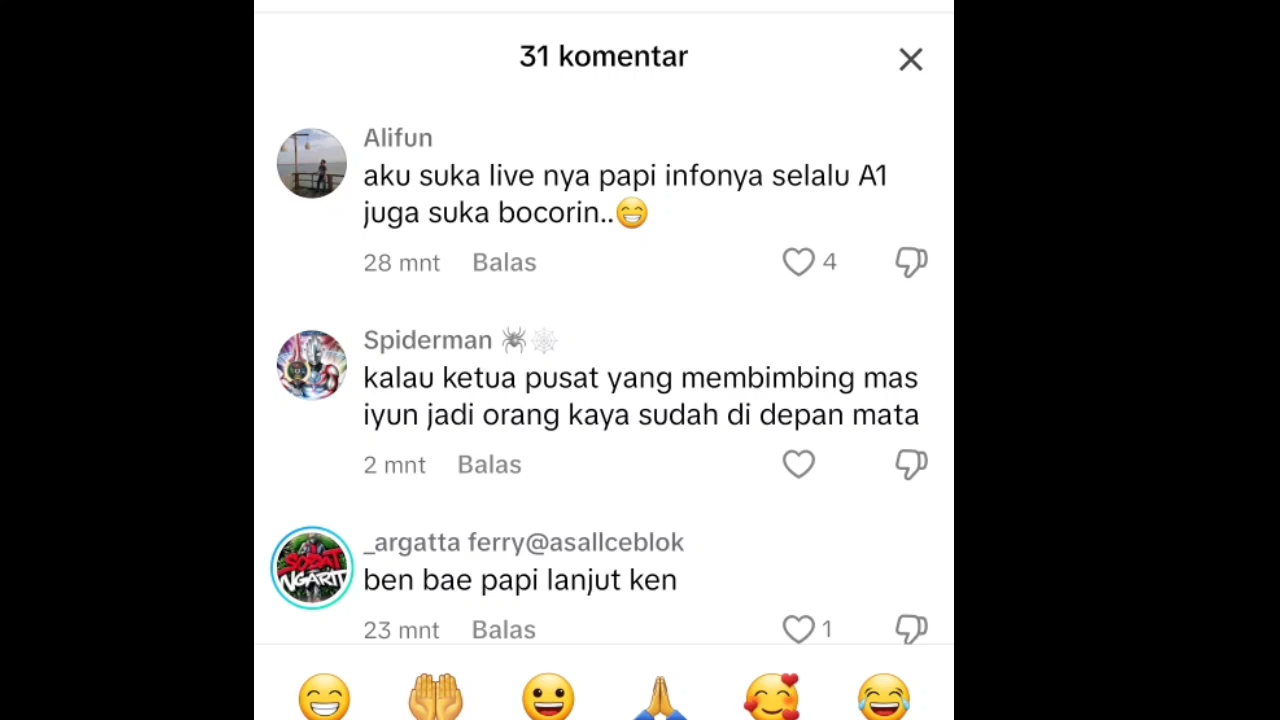 31 komentar
Alifun
aku suka live nya papi infonya selalu A1
juga suka bocorin..😁
28 mnt Balas 4
Spiderman 🕷🕸
kalau ketua pusat yang membimbing mas
iyun jadi orang kaya sudah di depan mata
2 mnt Balas
SOBAT
NGARIT
_argatta ferry@asallceblok
ben bae papi lanjut ken
23 mnt Balas 1